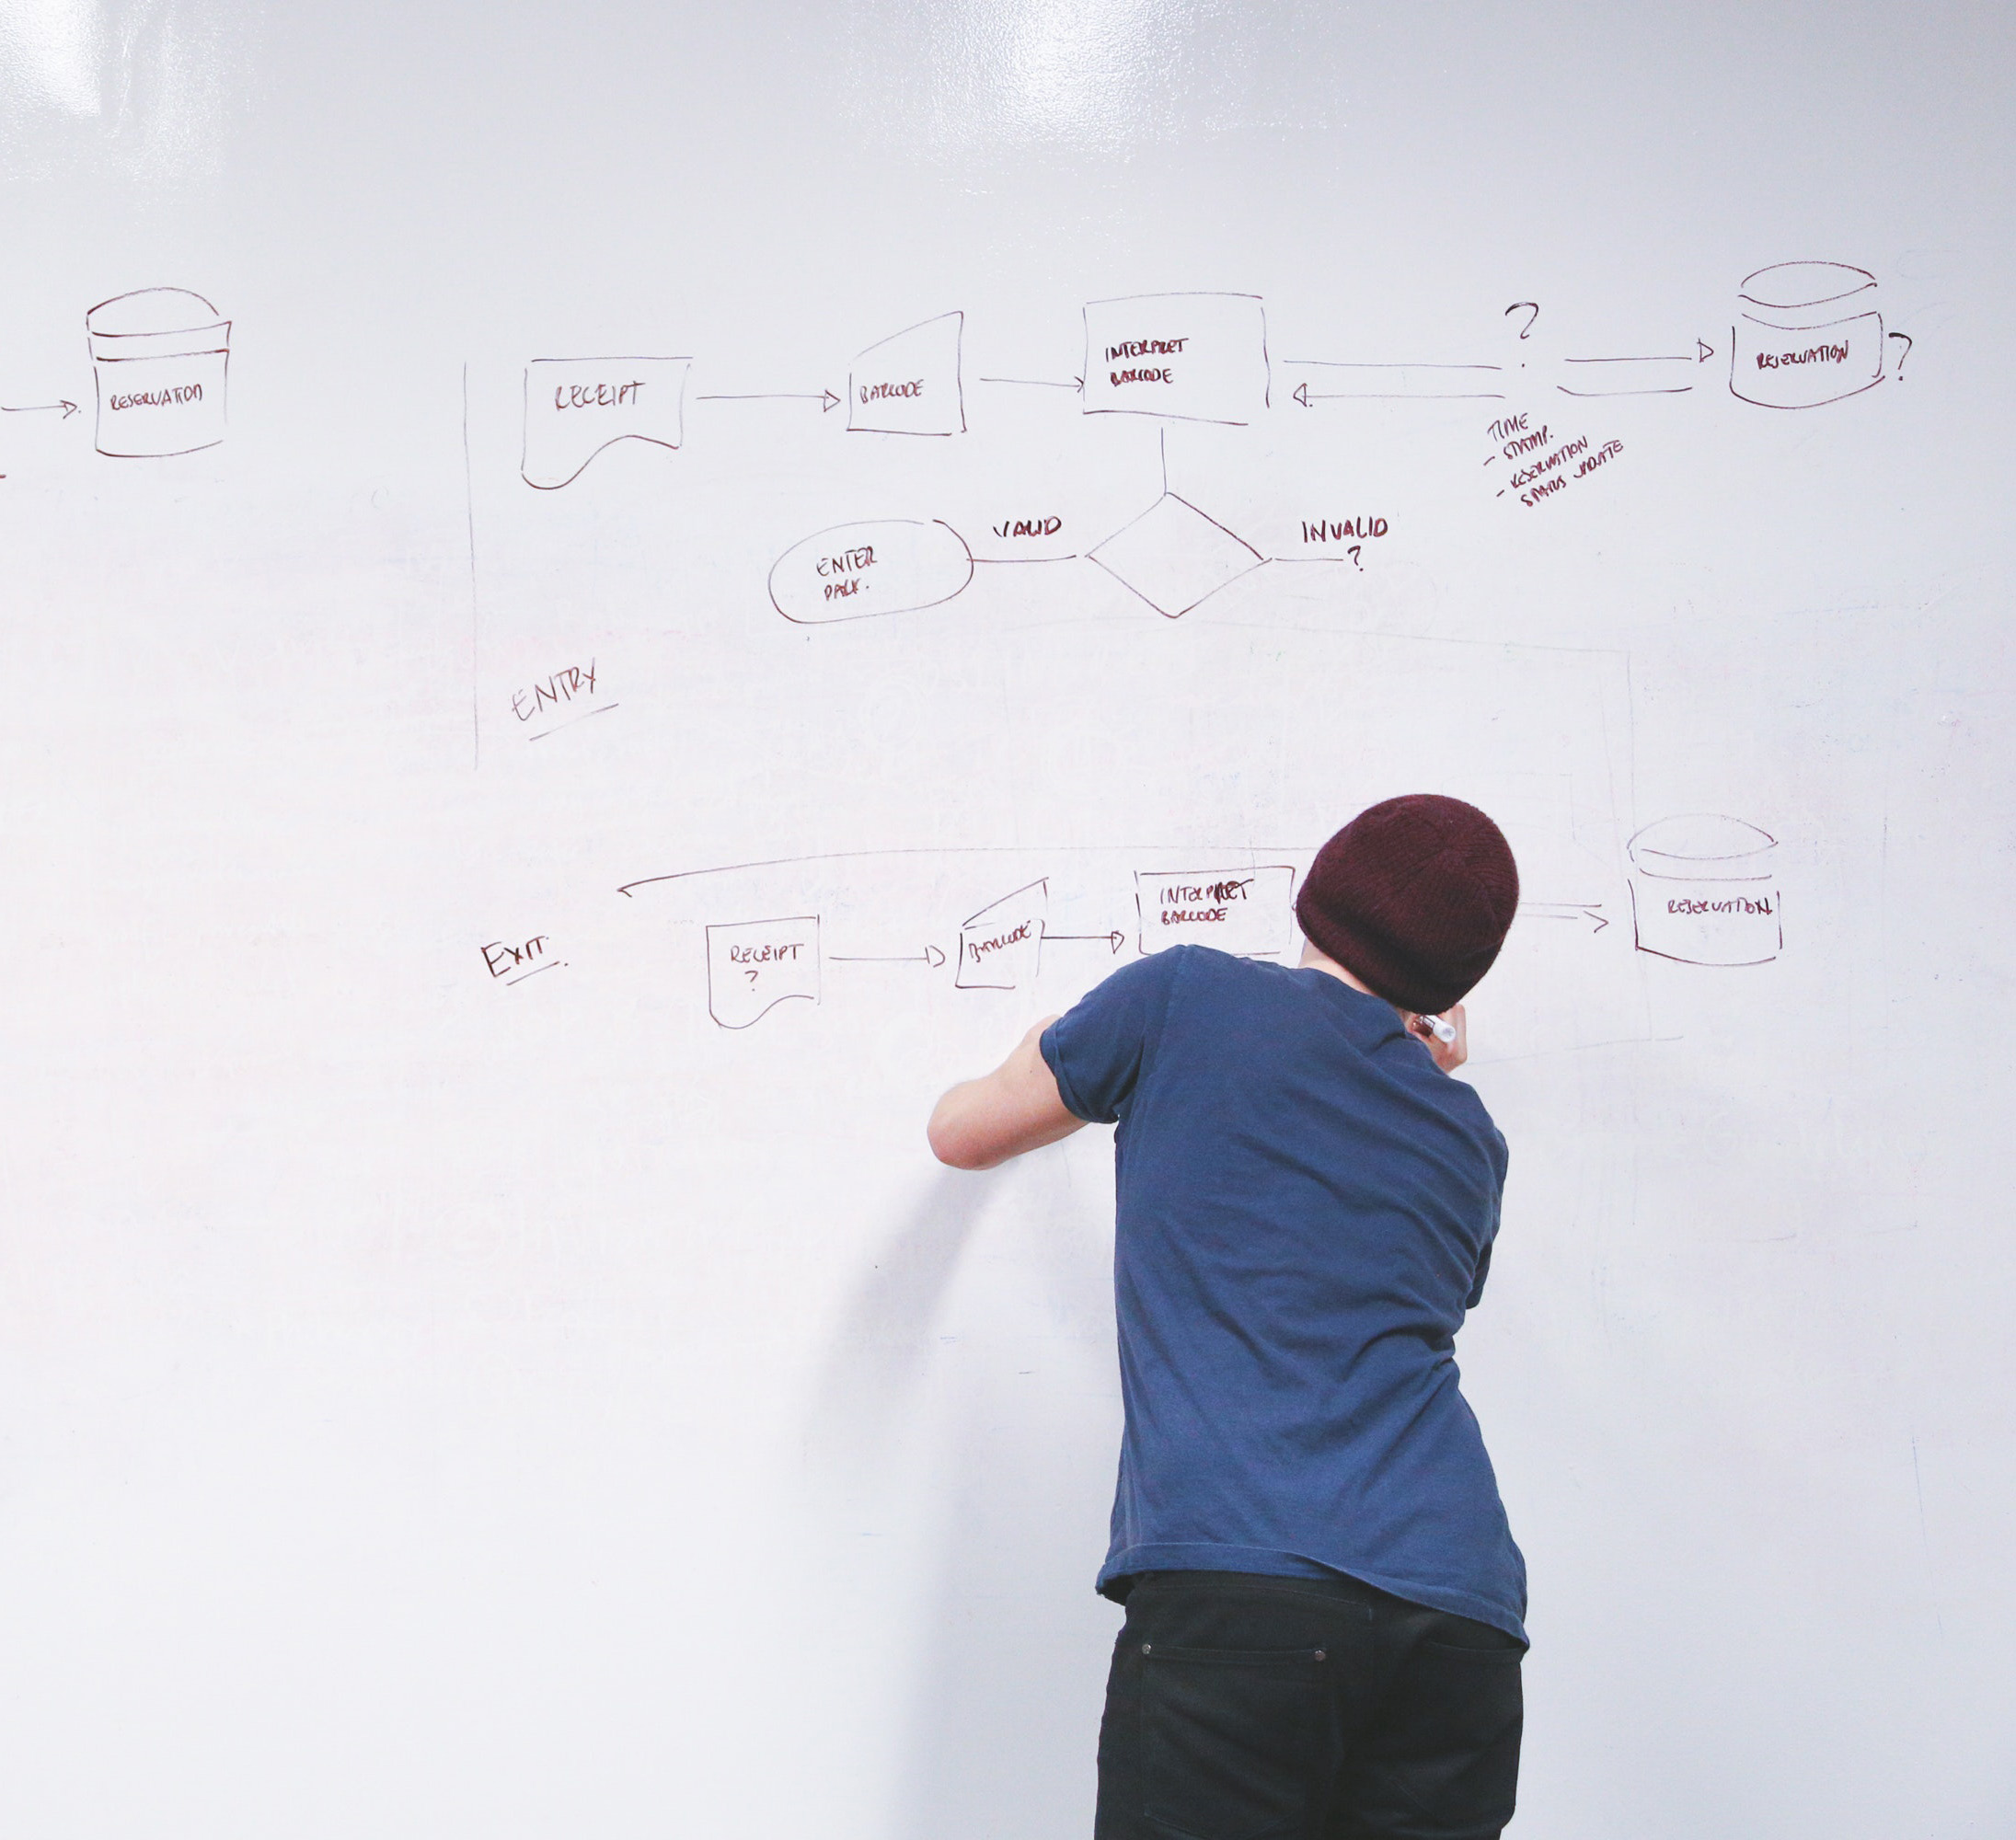 RESERVATION
RECEIPT
BARCODE
INTERPRET
BARCODE
?
RESERVATION
?
TIME
- STAMP.
- RESERVATION
STATUS UPDATE
VALID
INVALID
?
ENTER
PARK.
ENTRY
EXIT.
RECEIPT
?
BARCODE
INTERPRET
BARCODE
RESERVATION